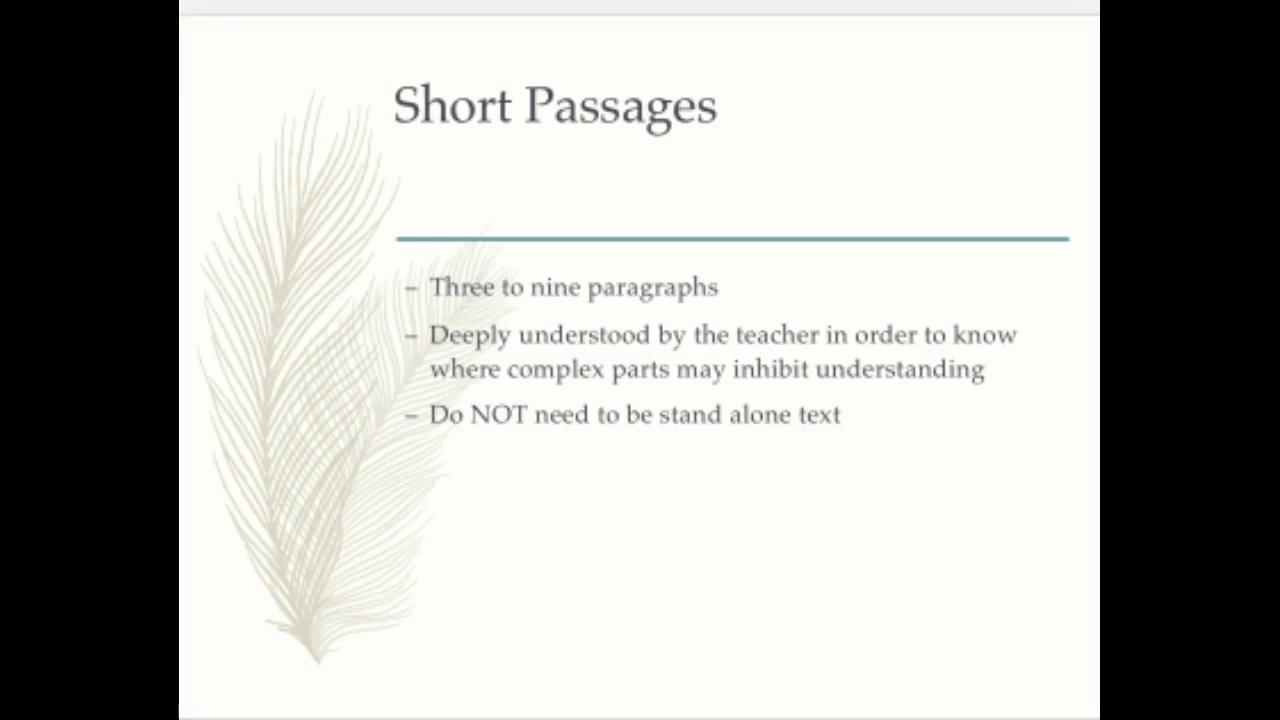 Short Passages
– Three to nine paragraphs
– Deeply understood by the teacher in order to know
where complex parts may inhibit understanding
– Do NOT need to be stand alone text